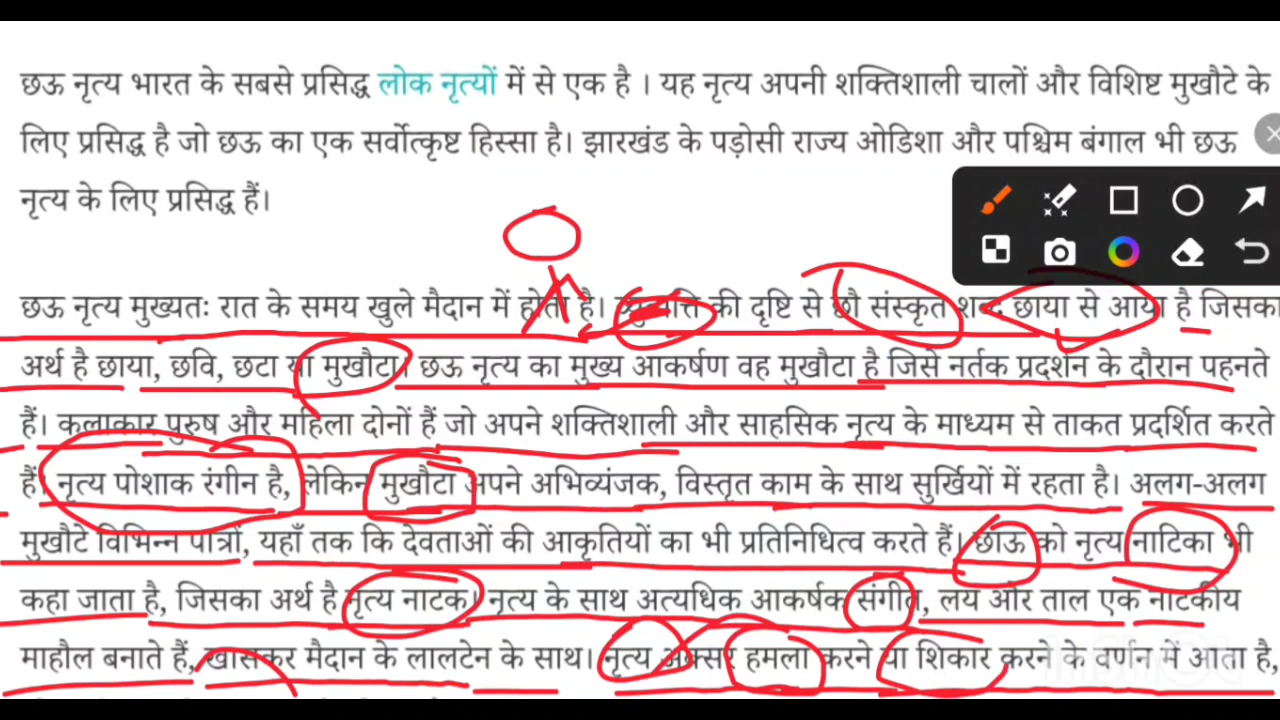 छऊ नृत्य भारत के सबसे प्रसिद्ध लोक नृत्यों में से एक है । यह नृत्य अपनी शक्तिशाली चालों और विशिष्ट मुखौटे के
लिए प्रसिद्ध है जो छऊ का एक सर्वोत्कृष्ट हिस्सा है। झारखंड के पड़ोसी राज्य ओडिशा और पश्चिम बंगाल भी छऊ
नृत्य के लिए प्रसिद्ध हैं।
छऊ नृत्य मुख्यतः रात के समय खुले मैदान में होता है। की दृष्टि से छौ संस्कृत शब्द छाया से आया है जिसका
अर्थ है छाया, छवि, छटा या मुखौटा। छऊ नृत्य का मुख्य आकर्षण वह मुखौटा है जिसे नर्तक प्रदर्शन के दौरान पहनते
हैं। कलाकार पुरुष और महिला दोनों हैं जो अपने शक्तिशाली और साहसिक नृत्य के माध्यम से ताकत प्रदर्शित करते
हैं। नृत्य पोशाक रंगीन है, लेकिन मुखौटा अपने अभिव्यंजक, विस्तृत काम के साथ सुर्खियों में रहता है। अलग-अलग
मुखौटे विभिन्न पात्रों, यहाँ तक कि देवताओं की आकृतियों का भी प्रतिनिधित्व करते हैं। छाऊ को नृत्य नाटिका भी
कहा जाता है, जिसका अर्थ है नृत्य नाटक। नृत्य के साथ अत्यधिक आकर्षक संगीत, लय और ताल एक नाटकीय
माहौल बनाते हैं, खासकर मैदान के लालटेन के साथ। नृत्य अक्सर हमला करने या शिकार करने के वर्णन में आता है,